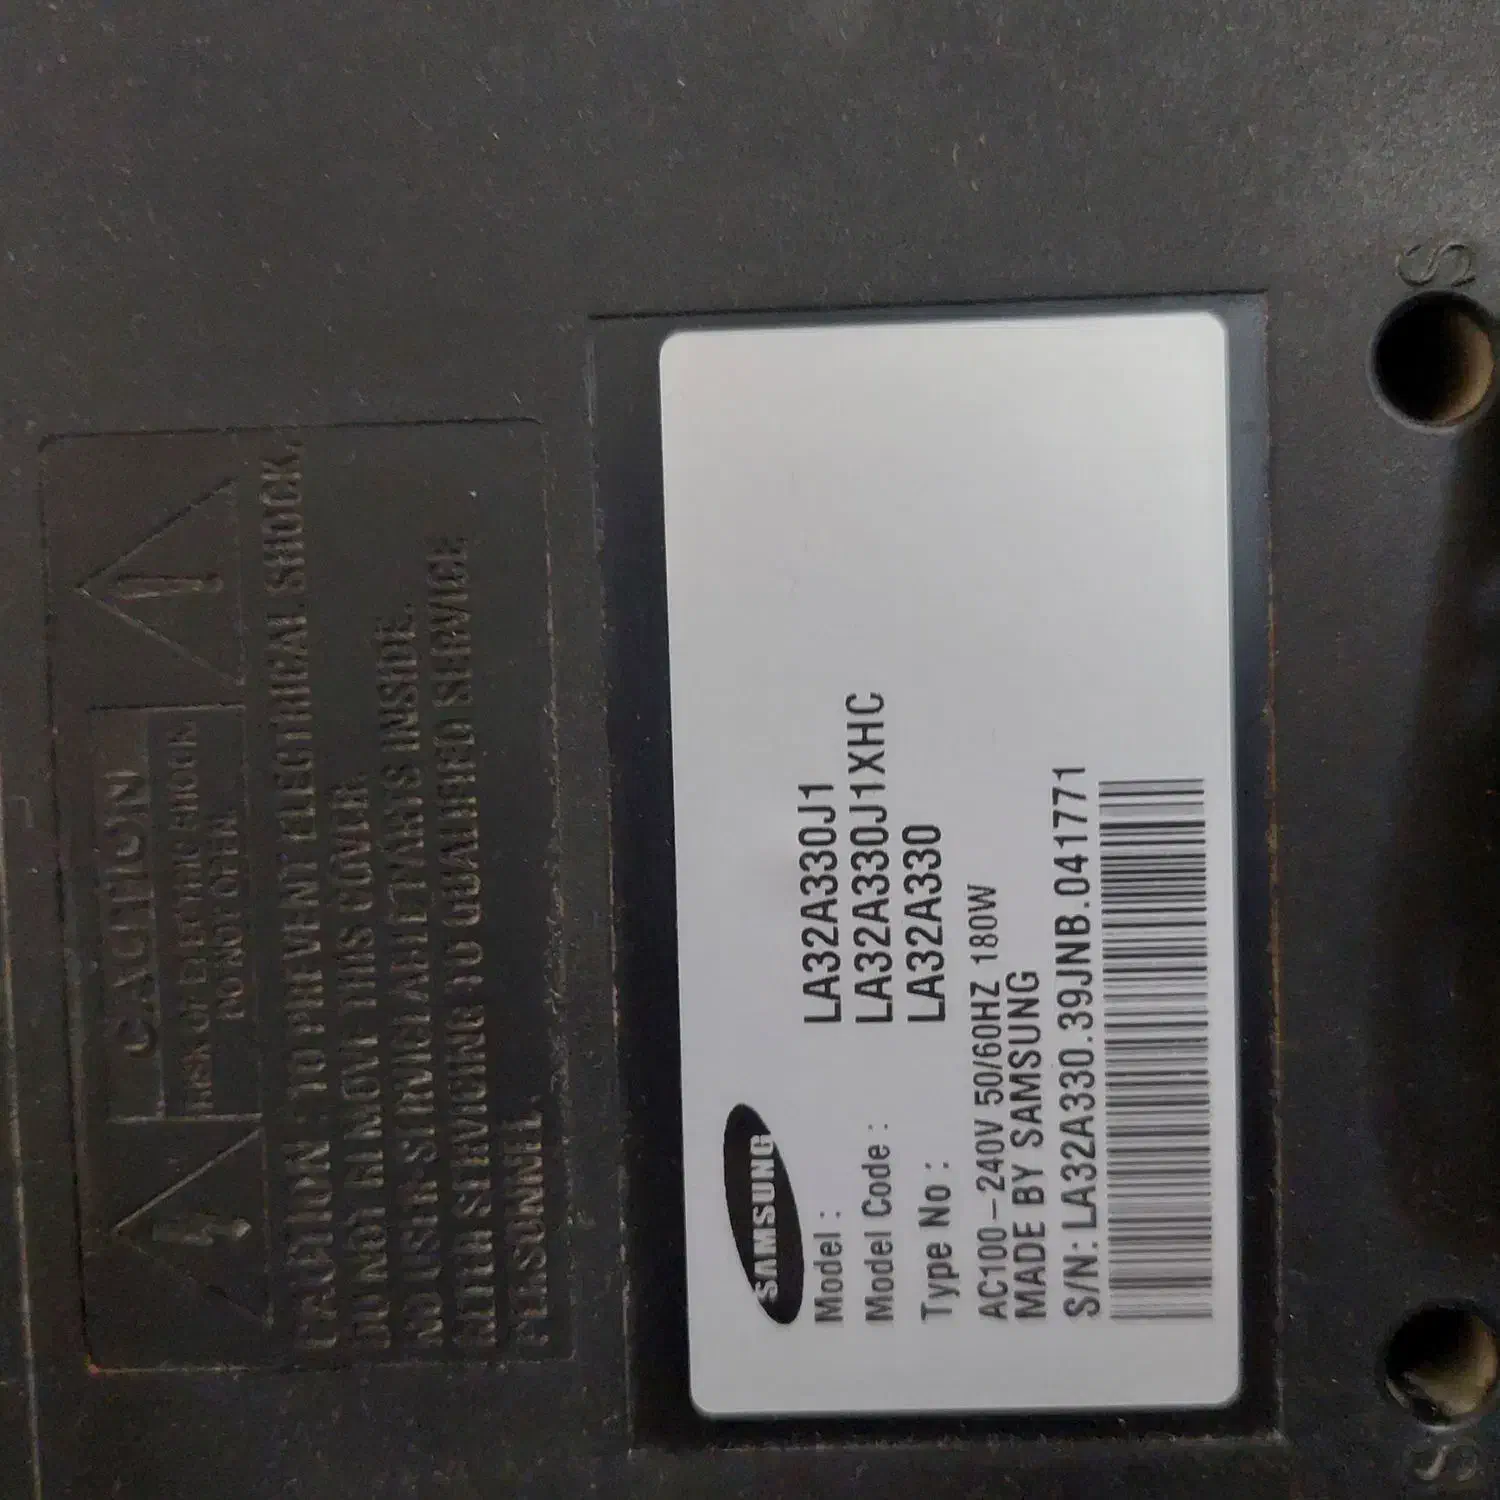 CAUTION
RISK OF ELECTRIC SHOCK
DO NOT OPEN
CAUTION : TO PREVENT ELECTRICAL SHOCK,
DO NOT REMOVE THIS COVER.
NO USER-SERVICEABLE PARTS INSIDE.
REFER SERVICING TO QUALIFIED SERVICE
PERSONNEL.
SAMSUNG
Model : LA32A330J1
Model Code : LA32A330J1XHC
Type No : LA32A330
AC100-240V 50/60HZ 180W
MADE BY SAMSUNG
S/N: LA32A330.39JNB.041771
S
S